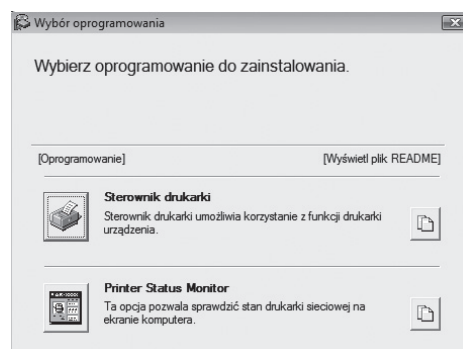 Wybór oprogramowania
Wybierz oprogramowanie do zainstalowania.
[Oprogramowanie]
[Wyświetl plik README]
Sterownik drukarki
Sterownik drukarki umożliwia korzystanie z funkcji drukarki
urządzenia.
Printer Status Monitor
Ta opcja pozwala sprawdzić stan drukarki sieciowej na
ekranie komputera.